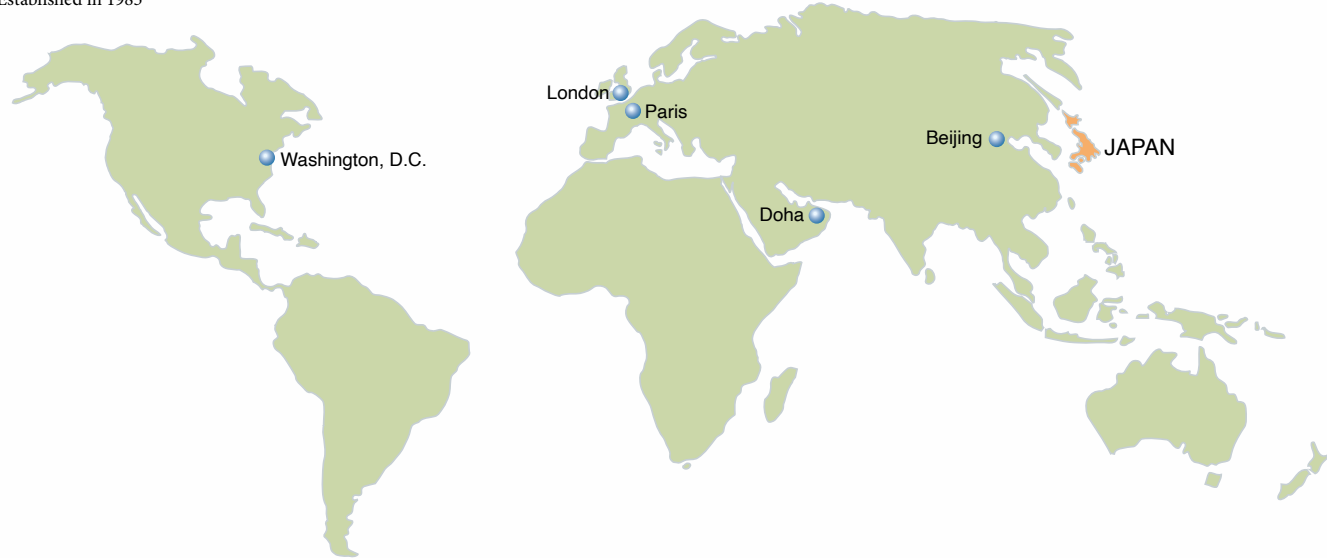 Established in 1985
London
Paris
Beijing
JAPAN
Washington, D.C.
Doha